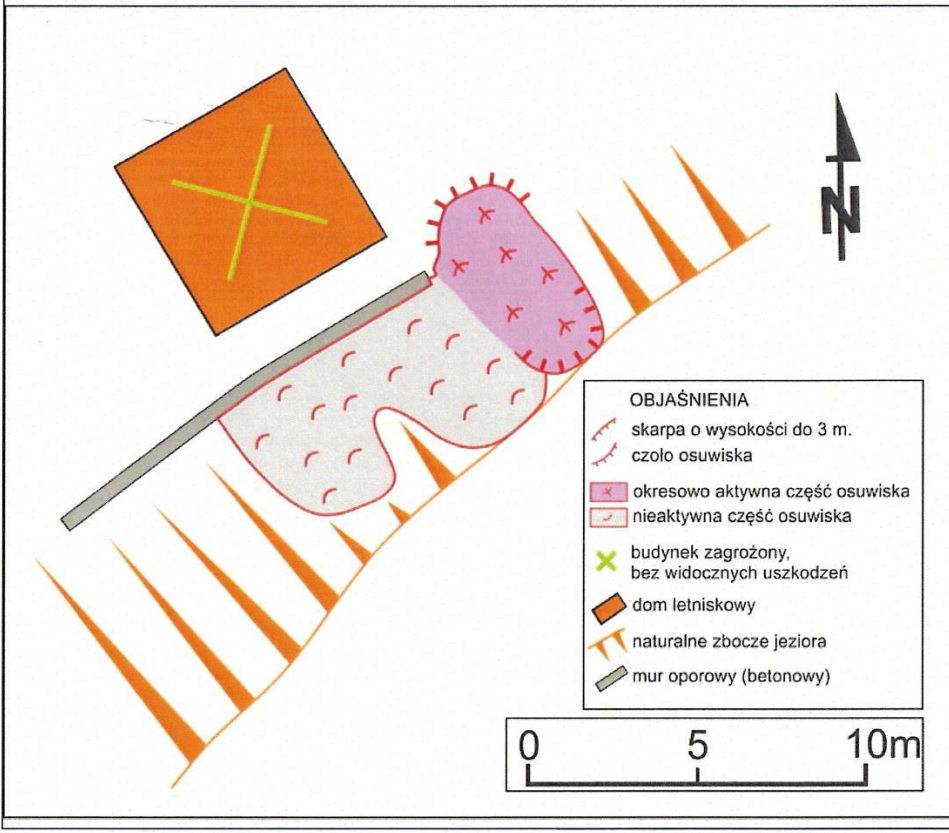 N
OBJAŚNIENIA
skarpa o wysokości do 3 m.
czoło osuwiska
okresowo aktywna część osuwiska
nieaktywna część osuwiska
budynek zagrożony,
bez widocznych uszkodzeń
dom letniskowy
naturalne zbocze jeziora
mur oporowy (betonowy)
0 5 10m